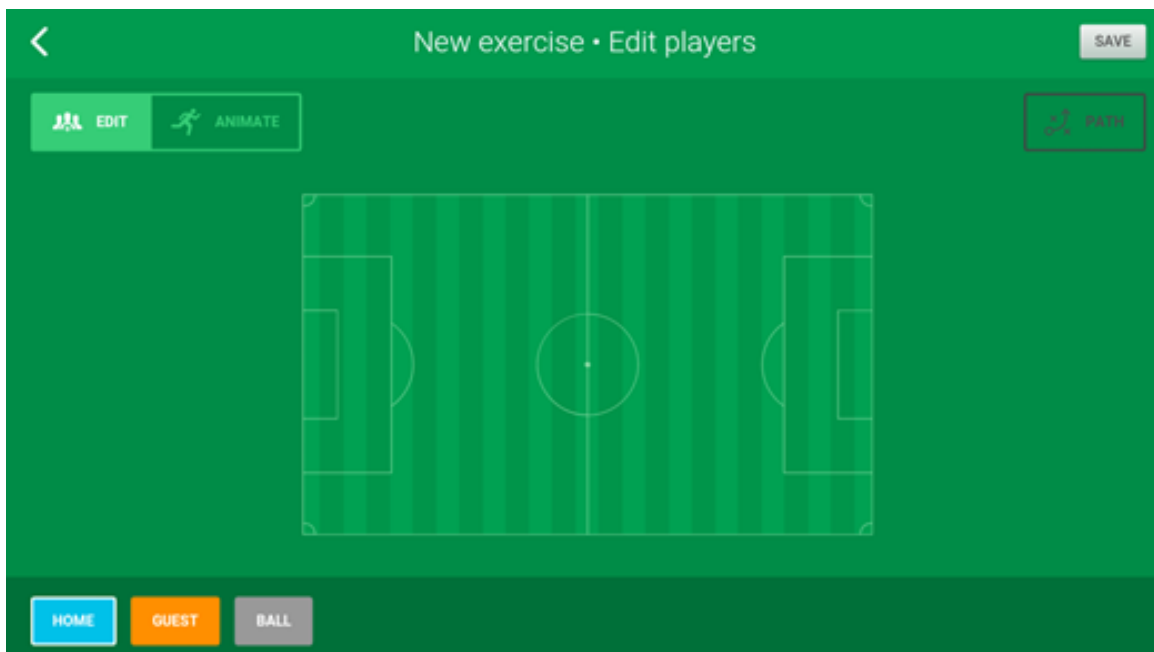 New exercise • Edit players
SAVE
EDIT
ANIMATE
PATH
HOME
GUEST
BALL